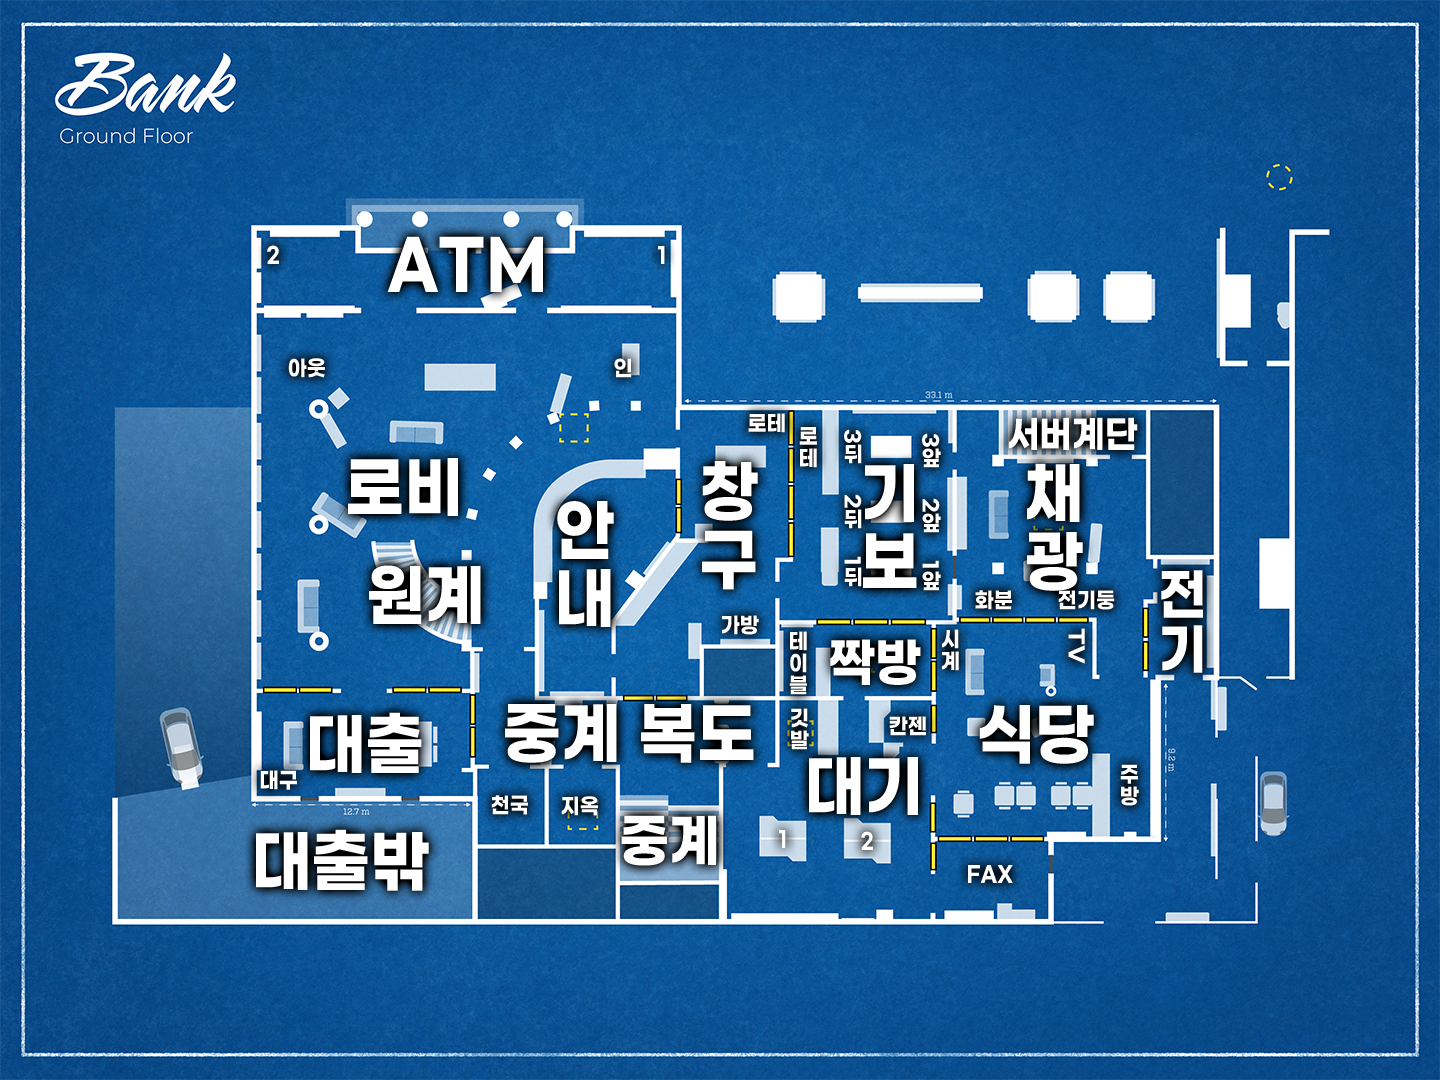 Bank
Ground Floor
2
ATM
1
아웃
인
33.1 m
로테
로테
3뒤
3앞
서버계단
로비
안내
창구
기보
2뒤
2앞
채광
원계
1뒤
1앞
화분
전기둥
전기
가방
테이블
짝방
시계
TV
대출
중계
복도
깃발
칸젠
식당
대구
12.7 m
천국
지옥
대기
주방
9.2 m
대출밖
중계
1
2
FAX